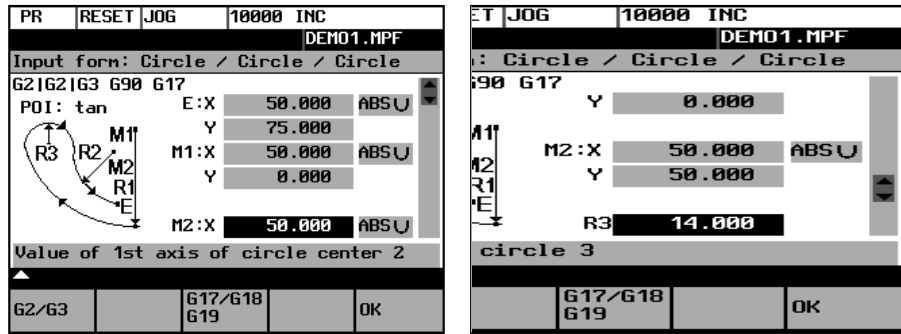 PR RESET JOG 10000 INC
DEMO1.MPF
Input form: Circle / Circle / Circle
G2|G2|G3 G90 G17
POI: tan E:X 50.000 ABS
Y 75.000
M1:X 50.000 ABS
Y 0.000
M2:X 50.000 ABS
R3 R2 M1 M2 R1 E
Value of 1st axis of circle center 2
G2/G3 G17/G18 G19 OK
ET JOG 10000 INC
DEMO1.MPF
: Circle / Circle / Circle
G90 G17
Y 0.000
M2:X 50.000 ABS
Y 50.000
R3 14.000
M1 M2 R1 E
circle 3
G17/G18 G19 OK